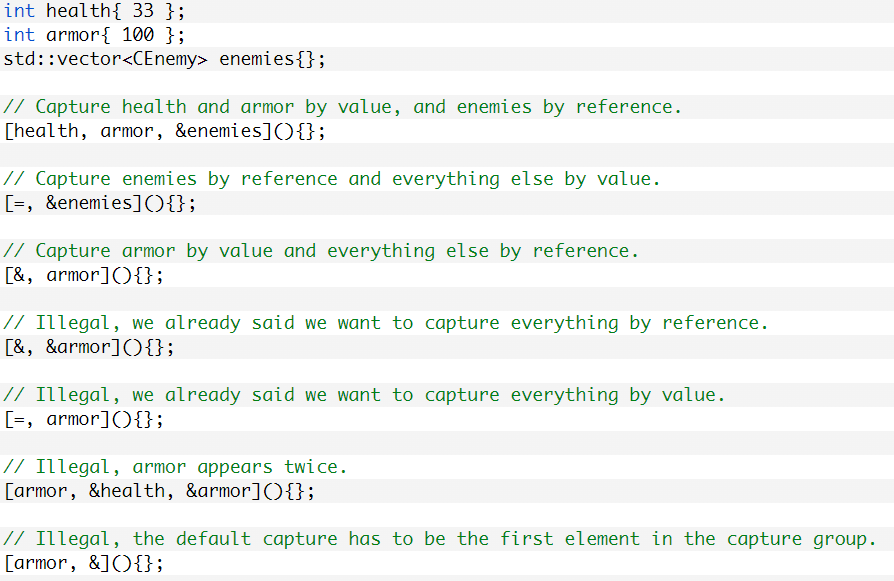 int health{ 33 };
int armor{ 100 };
std::vector<CEnemy> enemies{};
// Capture health and armor by value, and enemies by reference.
[health, armor, &enemies](){};
// Capture enemies by reference and everything else by value.
[=, &enemies](){};
// Capture armor by value and everything else by reference.
[&, armor](){};
// Illegal, we already said we want to capture everything by reference.
[&, &armor](){};
// Illegal, we already said we want to capture everything by value.
[=, armor](){};
// Illegal, armor appears twice.
[armor, &health, &armor](){};
// Illegal, the default capture has to be the first element in the capture group.
[armor, &](){};